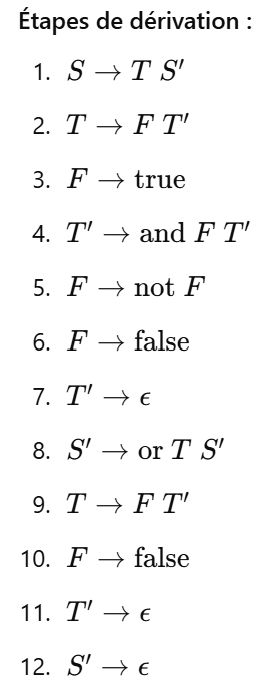 Étapes de dérivation :
1. S → T S′
2. T → F T′
3. F → true
4. T′ → and F T′
5. F → not F
6. F → false
7. T′ → ϵ
8. S′ → or T S′
9. T → F T′
10. F → false
11. T′ → ϵ
12. S′ → ϵ